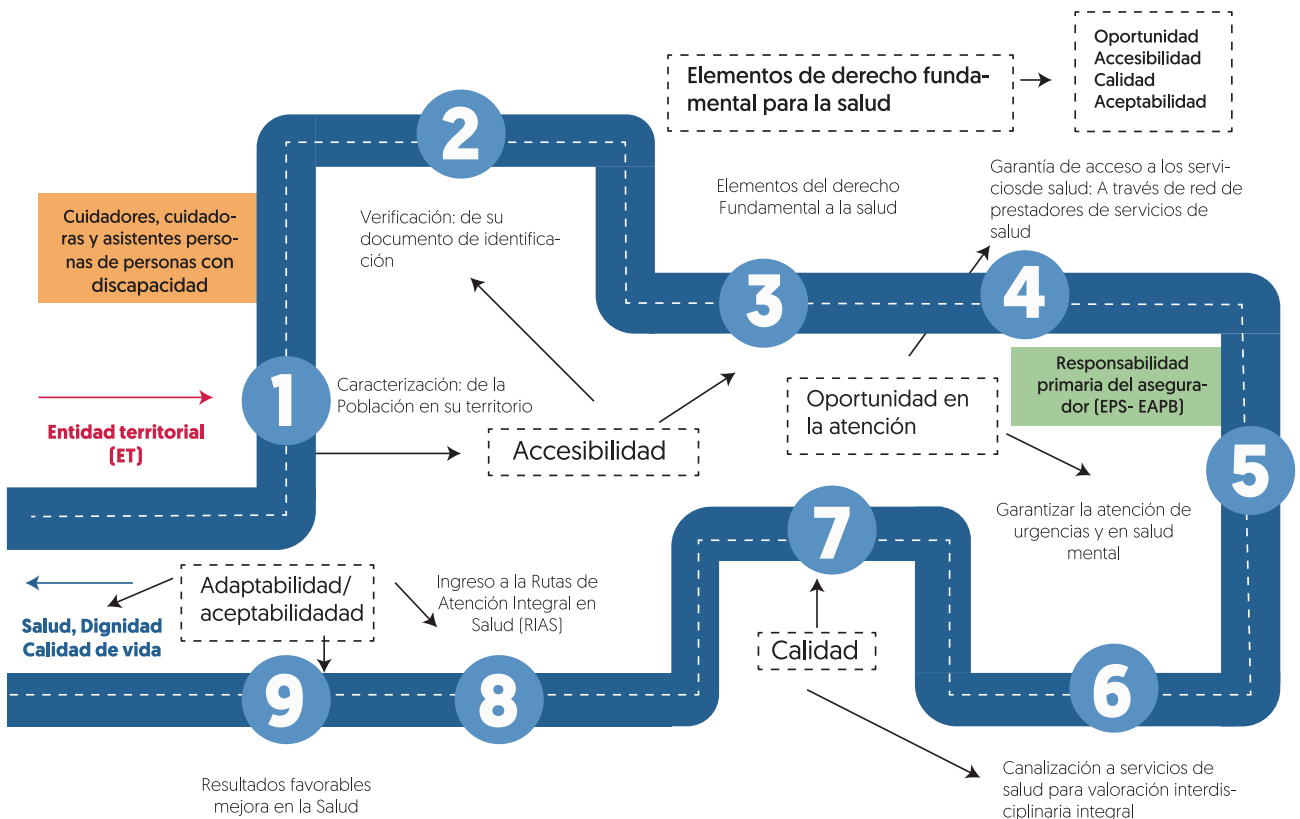 Oportunidad
Accesibilidad
Calidad
Aceptabilidad
Elementos de derecho funda-
mental para la salud
2
Garantía de acceso a los servi-
ciosde salud: A través de red de
prestadores de servicios de
salud
Elementos del derecho
Fundamental a la salud
Cuidadores, cuidado-
ras y asistentes perso-
nas de personas con
discapacidad
Verificación: de su
documento de identifica-
ción
3
4
1
Caracterización: de la
Población en su territorio
Oportunidad en
la atención
Responsabilidad
primaria del asegura-
dor (EPS- EAPB)
Entidad territorial
(ET)
Accesibilidad
5
7
Garantizar la atención de
urgencias y en salud
mental
Adaptabilidad/
aceptabilidadad
Ingreso a la Rutas de
Atención Integral en
Salud (RIAS)
Salud, Dignidad
Calidad de vida
Calidad
9
8
6
Resultados favorables
mejora en la Salud
Canalización a servicios de
salud para valoración interdis-
ciplinaria integral